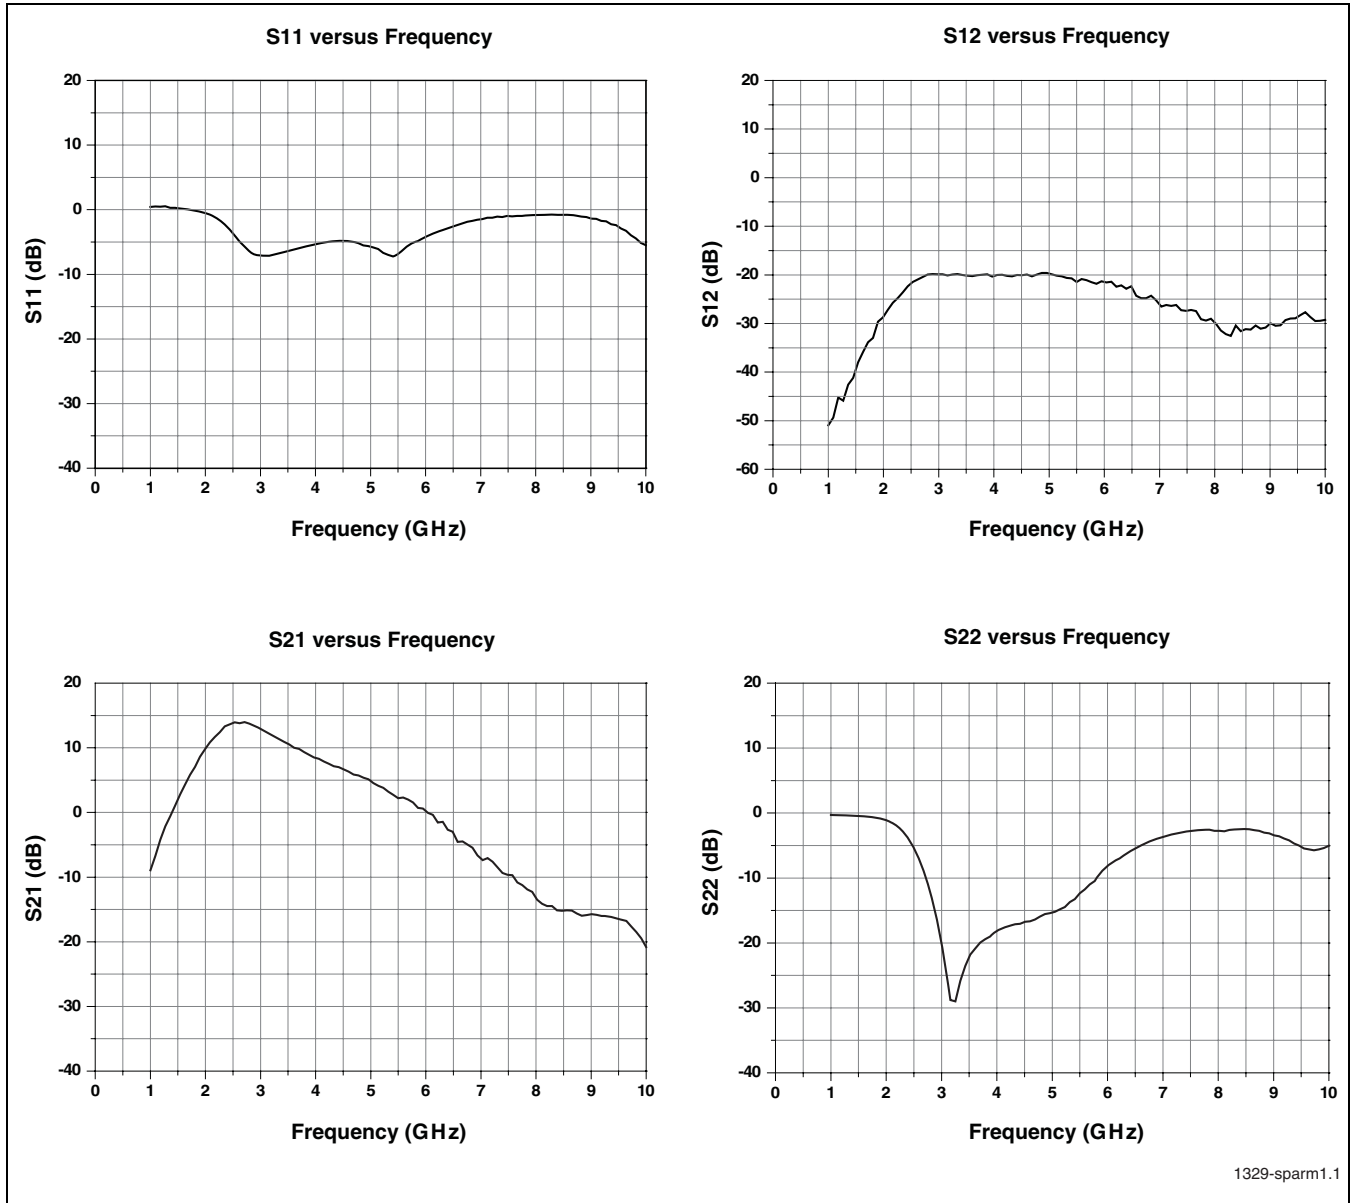 S11 versus Frequency
20
10
0
-10
-20
-30
-40
S11 (dB)
0 1 2 3 4 5 6 7 8 9 10
Frequency (GHz)
S12 versus Frequency
20
10
0
-10
-20
-30
-40
-50
-60
S12 (dB)
0 1 2 3 4 5 6 7 8 9 10
Frequency (GHz)
S21 versus Frequency
20
10
0
-10
-20
-30
-40
S21 (dB)
0 1 2 3 4 5 6 7 8 9 10
Frequency (GHz)
S22 versus Frequency
20
10
0
-10
-20
-30
-40
S22 (dB)
0 1 2 3 4 5 6 7 8 9 10
Frequency (GHz)
1329-sparm1.1